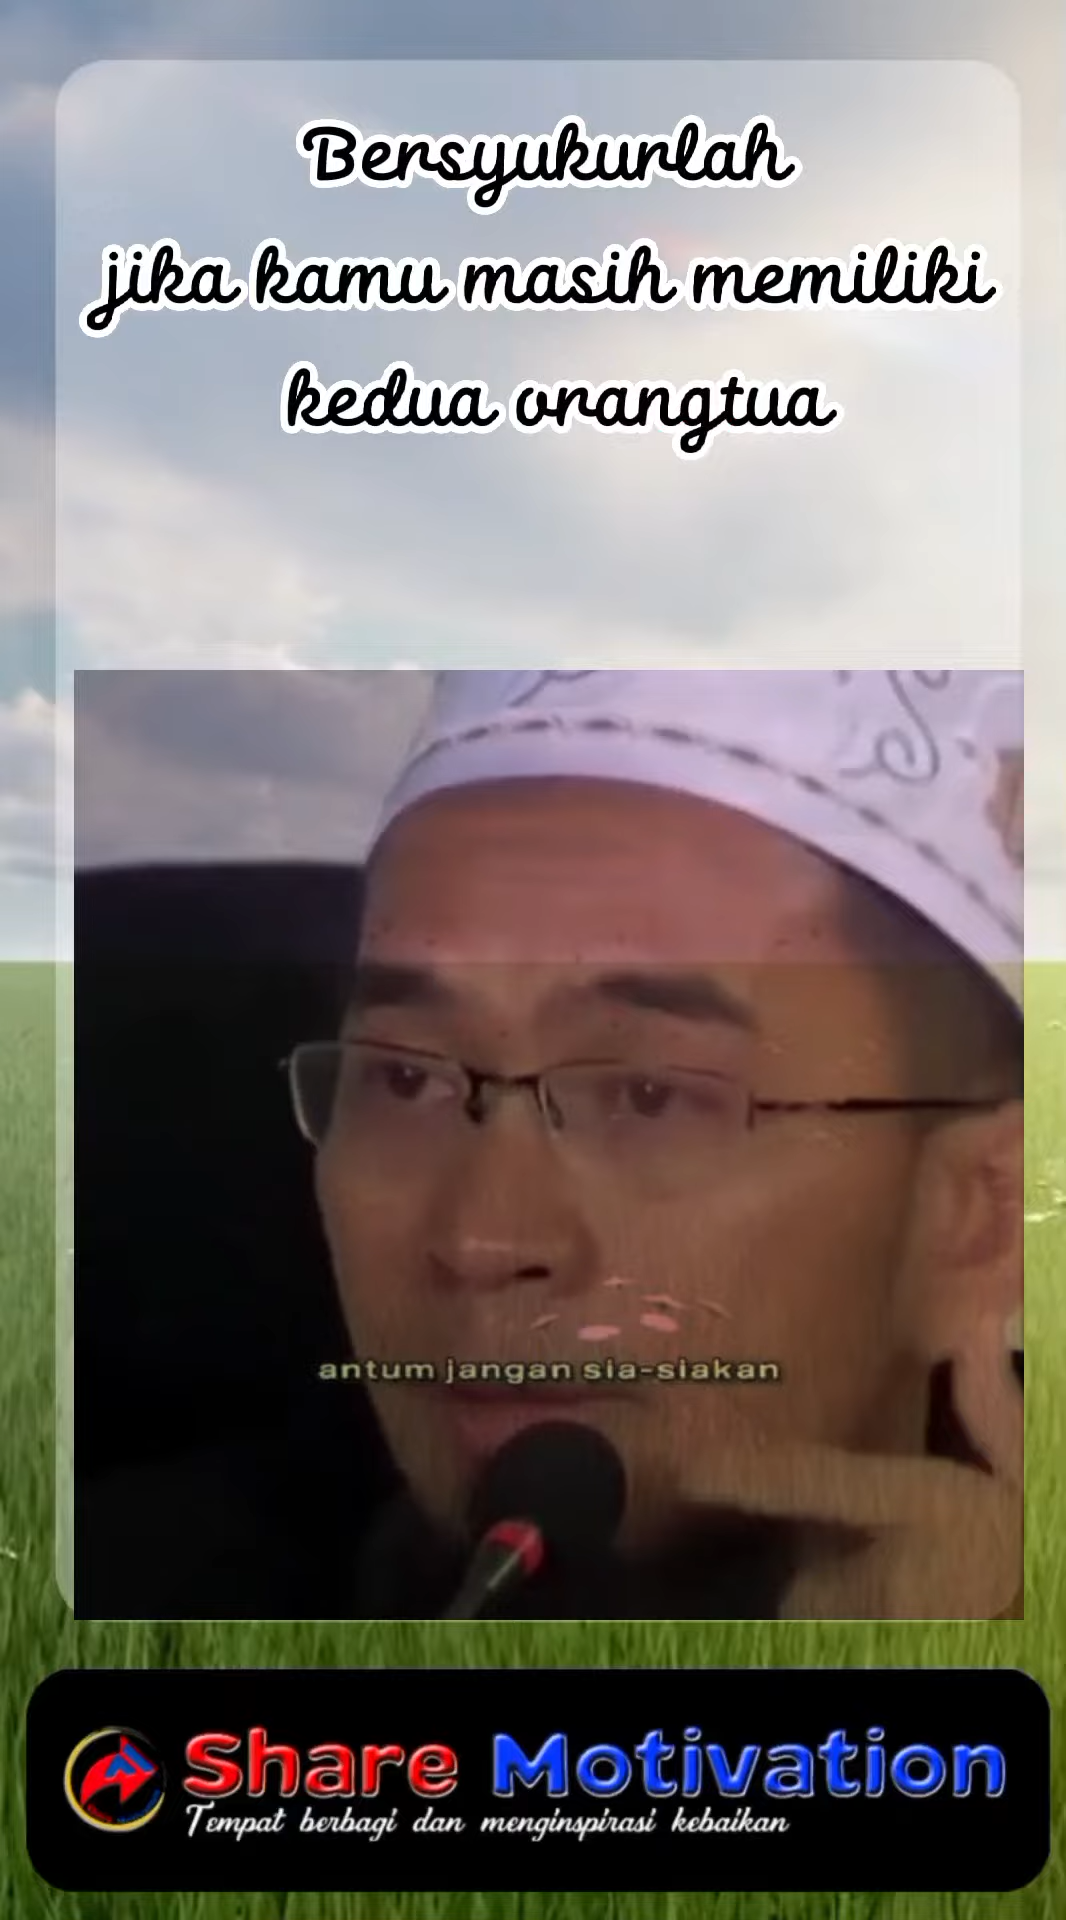 Bersyukurlah
jika kamu masih memiliki
kedua orangtua
antum jangan sia-siakan
Share Motivation
Tempat berbagi dan menginspirasi kebaikan